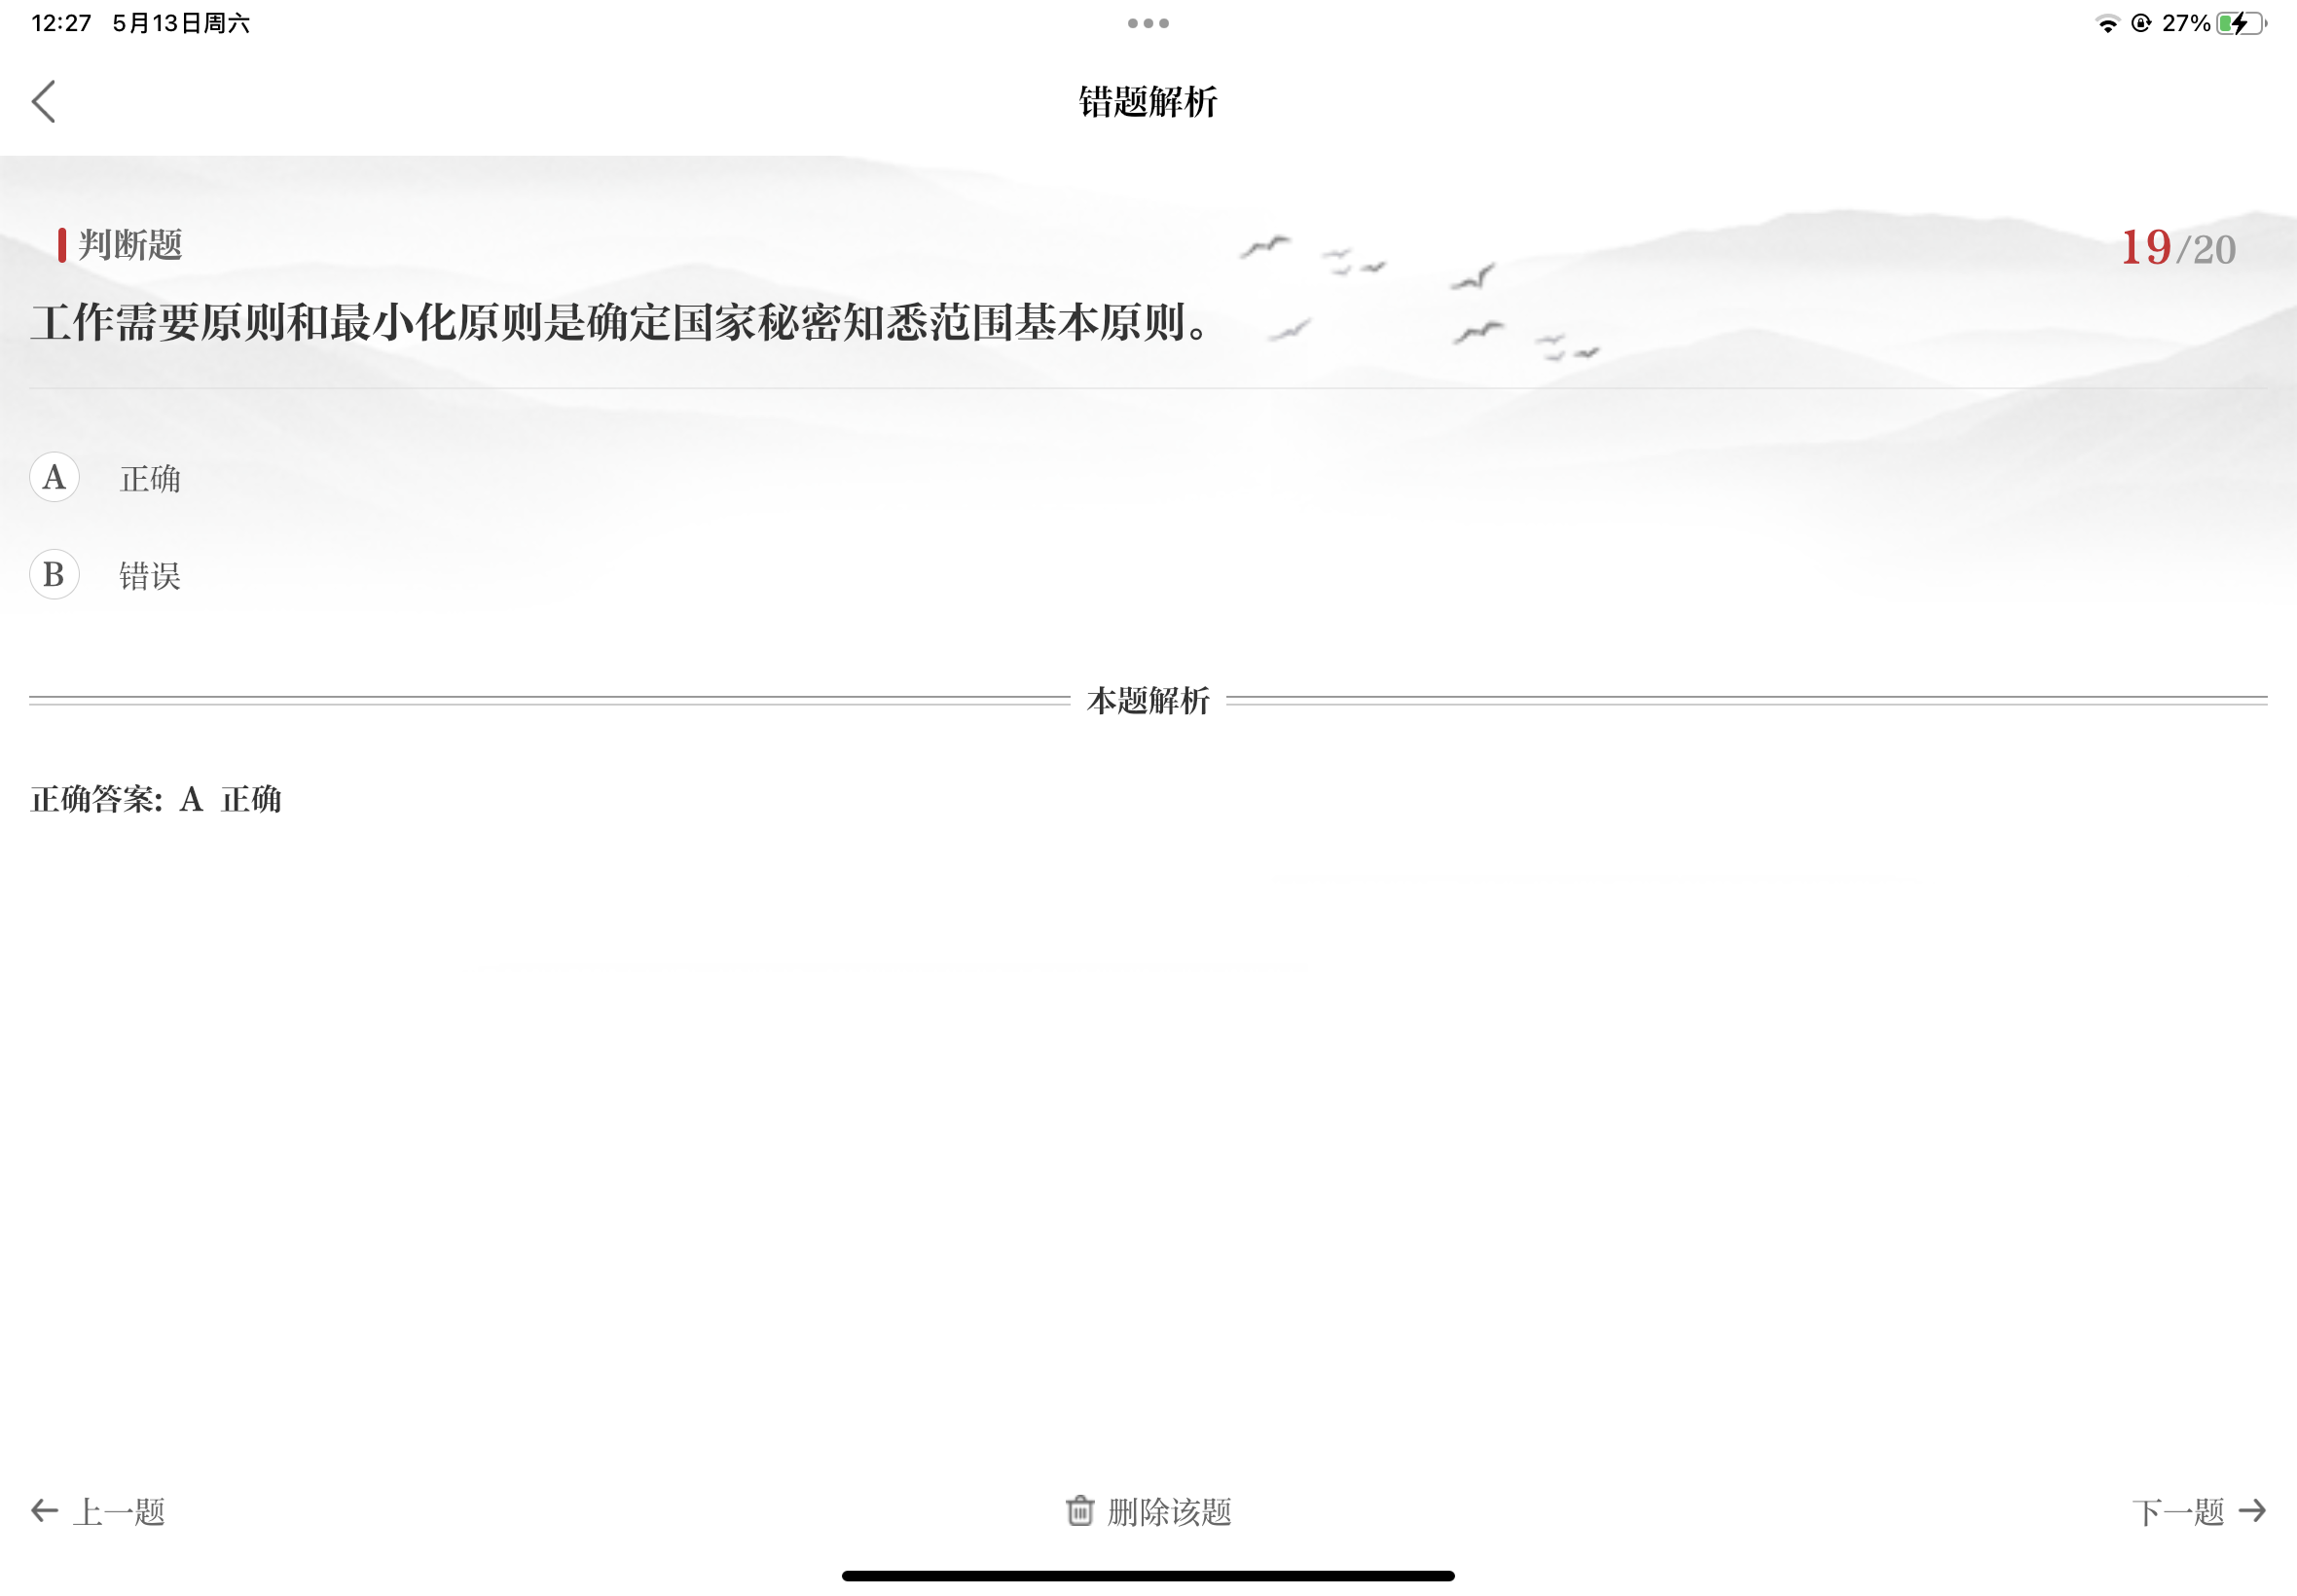 12:27 5月13日周六
27%
错题解析
判断题
19/20
工作需要原则和最小化原则是确定国家秘密知悉范围基本原则。
A 正确
B 错误
本题解析
正确答案: A 正确
上一题
删除该题
下一题